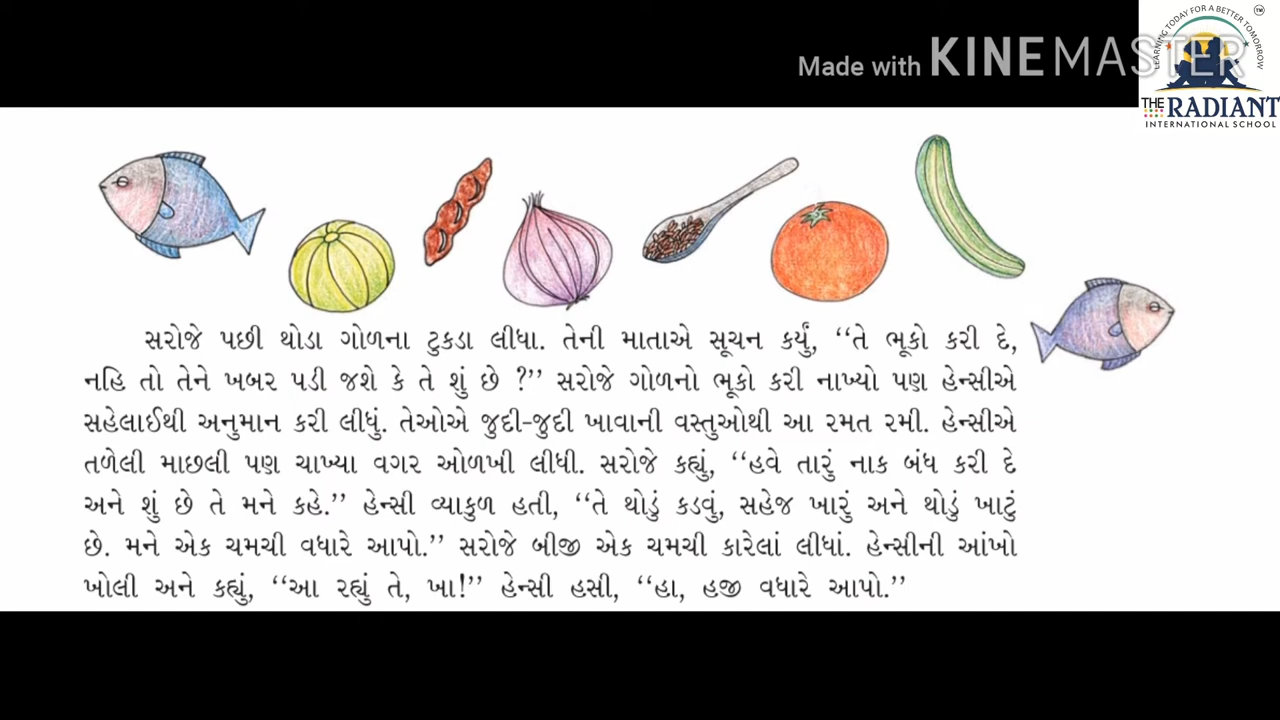 Made with KINEMASTER
LEARNING TODAY FOR A BETTER TOMORROW
TM
THE RADIANT
INTERNATIONAL SCHOOL
સરોજે પછી થોડા ગોળના ટુકડા લીધા. તેની માતાએ સૂચન કર્યું, ‘‘તે ભૂકો કરી દે,
નહિ તો તેને ખબર પડી જશે કે તે શું છે ?’’ સરોજે ગોળનો ભૂકો કરી નાખ્યો પણ હેન્સીએ
સહેલાઈથી અનુમાન કરી લીધું. તેઓએ જુદી-જુદી ખાવાની વસ્તુઓથી આ રમત રમી. હેન્સીએ
તળેલી માછલી પણ ચાખ્યા વગર ઓળખી લીધી. સરોજે કહ્યું, ‘‘હવે તારું નાક બંધ કરી દે
અને શું છે તે મને કહે.’’ હેન્સી વ્યાકુળ હતી, ‘‘તે થોડું કડવું, સહેજ ખારું અને થોડું ખાટું
છે. મને એક ચમચી વધારે આપો.’’ સરોજે બીજી એક ચમચી કારેલાં લીધાં. હેન્સીની આંખો
ખોલી અને કહ્યું, ‘‘આ રહ્યું તે, ખા!’’ હેન્સી હસી, ‘‘હા, હજી વધારે આપો.’’